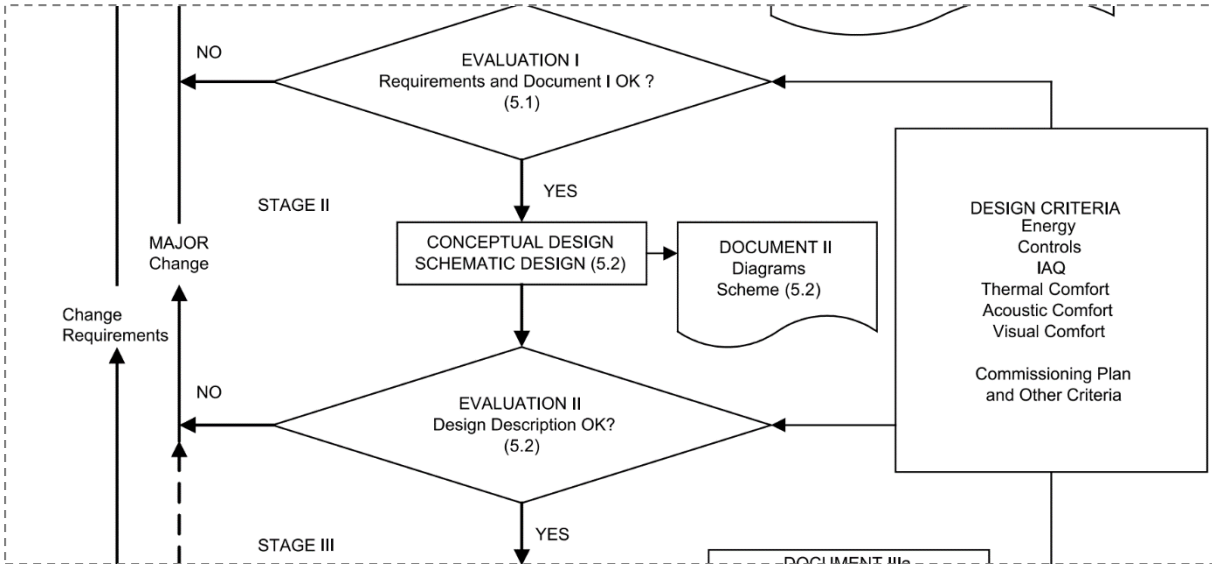 NO
EVALUATION I
Requirements and Document I OK ?
(5.1)
YES
STAGE II
CONCEPTUAL DESIGN
SCHEMATIC DESIGN (5.2)
DOCUMENT II
Diagrams
Scheme (5.2)
DESIGN CRITERIA
Energy
Controls
IAQ
Thermal Comfort
Acoustic Comfort
Visual Comfort
Commissioning Plan
and Other Criteria
MAJOR
Change
Change
Requirements
NO
EVALUATION II
Design Description OK?
(5.2)
YES
STAGE III
DOCUMENT IIIa